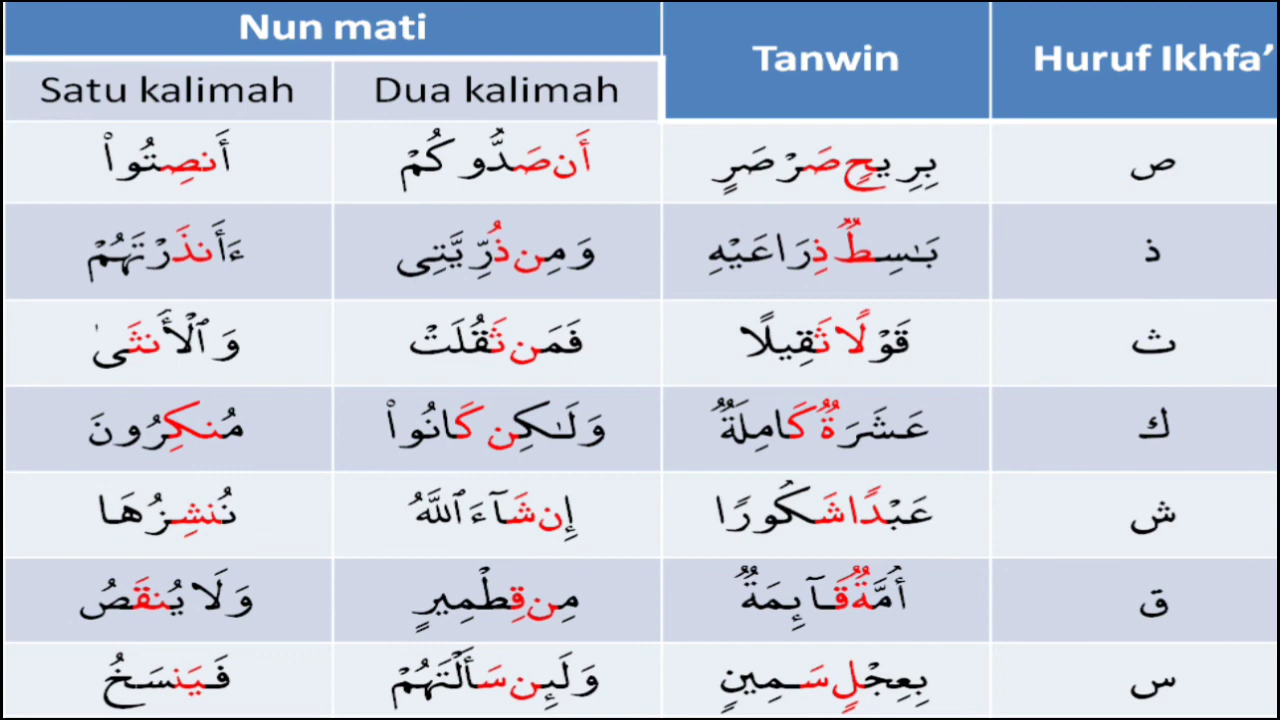 Nun mati Tanwin Huruf Ikhfa’
Satu kalimah Dua kalimah
أَنصِتُوا۟ أَن صَدُّوكُمْ بِرِيحٍ صَرْصَرٍ ص
ءَأَنذَرْتَهُمْ وَمِن ذُرِّيَّتِى بَـٰسِطٌ ذِرَاعَيْهِ ذ
وَٱلْأُنثَىٰ فَمَن ثَقُلَتْ قَوْلًا ثَقِيلًا ث
مُنكِرُونَ وَلَـٰكِن كَانُوا۟ عَشَرَةٌ كَامِلَةٌ ك
نُنشِزُهَا إِن شَآءَ ٱللَّهُ عَبْدًا شَكُورًا ش
وَلَا يُنقَصُ مِن قِطْمِيرٍ أُمَّةٌ قَآئِمَةٌ ق
فَيَنسَخُ وَلَئِن سَأَلْتَهُمْ بِعِجْلٍ سَمِينٍ س